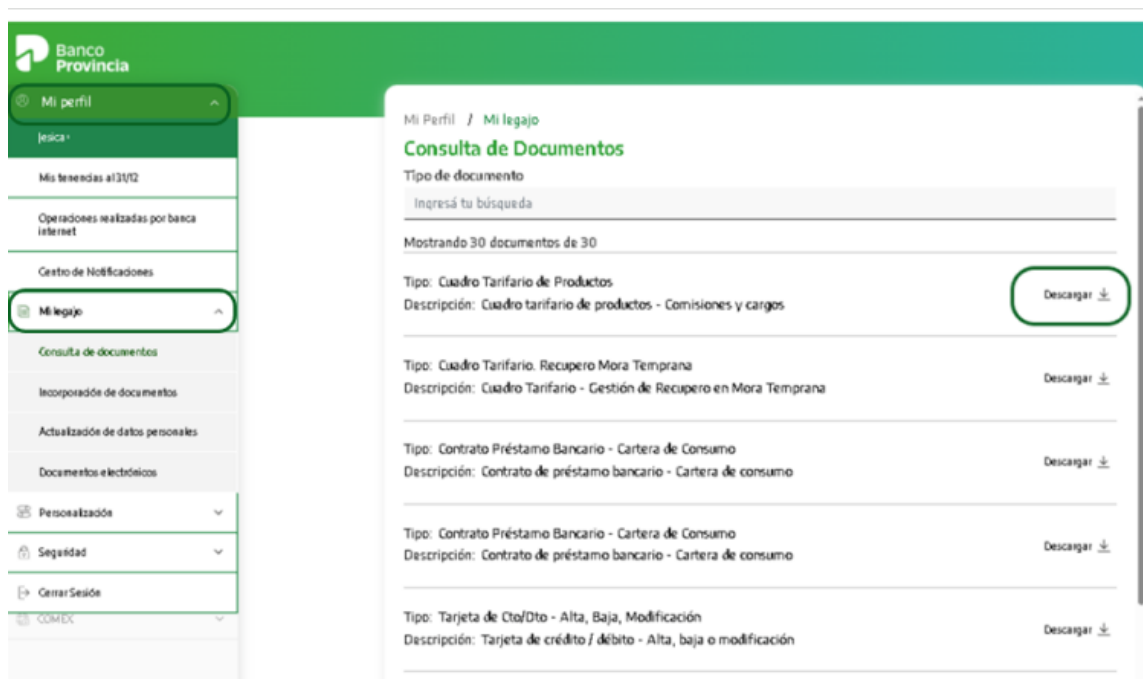 Banco
Provincia
Mi perfil
Jesica
Mis tenencias al 31/12
Operaciones realizadas por banca
internet
Centro de Notificaciones
Mi legajo
Consulta de documentos
Incorporación de documentos
Actualización de datos personales
Documentos electrónicos
Personalización
Seguridad
Cerrar Sesión
COMEX
Mi Perfil / Mi legajo
Consulta de Documentos
Tipo de documento
Ingresá tu búsqueda
Mostrando 30 documentos de 30
Tipo: Cuadro Tarifario de Productos
Descripción: Cuadro tarifario de productos - Comisiones y cargos
Descargar
Tipo: Cuadro Tarifario. Recupero Mora Temprana
Descripción: Cuadro Tarifario - Gestión de Recupero en Mora Temprana
Descargar
Tipo: Contrato Préstamo Bancario - Cartera de Consumo
Descripción: Contrato de préstamo bancario - Cartera de consumo
Descargar
Tipo: Contrato Préstamo Bancario - Cartera de Consumo
Descripción: Contrato de préstamo bancario - Cartera de consumo
Descargar
Tipo: Tarjeta de Cto/Dto - Alta, Baja, Modificación
Descripción: Tarjeta de crédito / débito - Alta, baja o modificación
Descargar